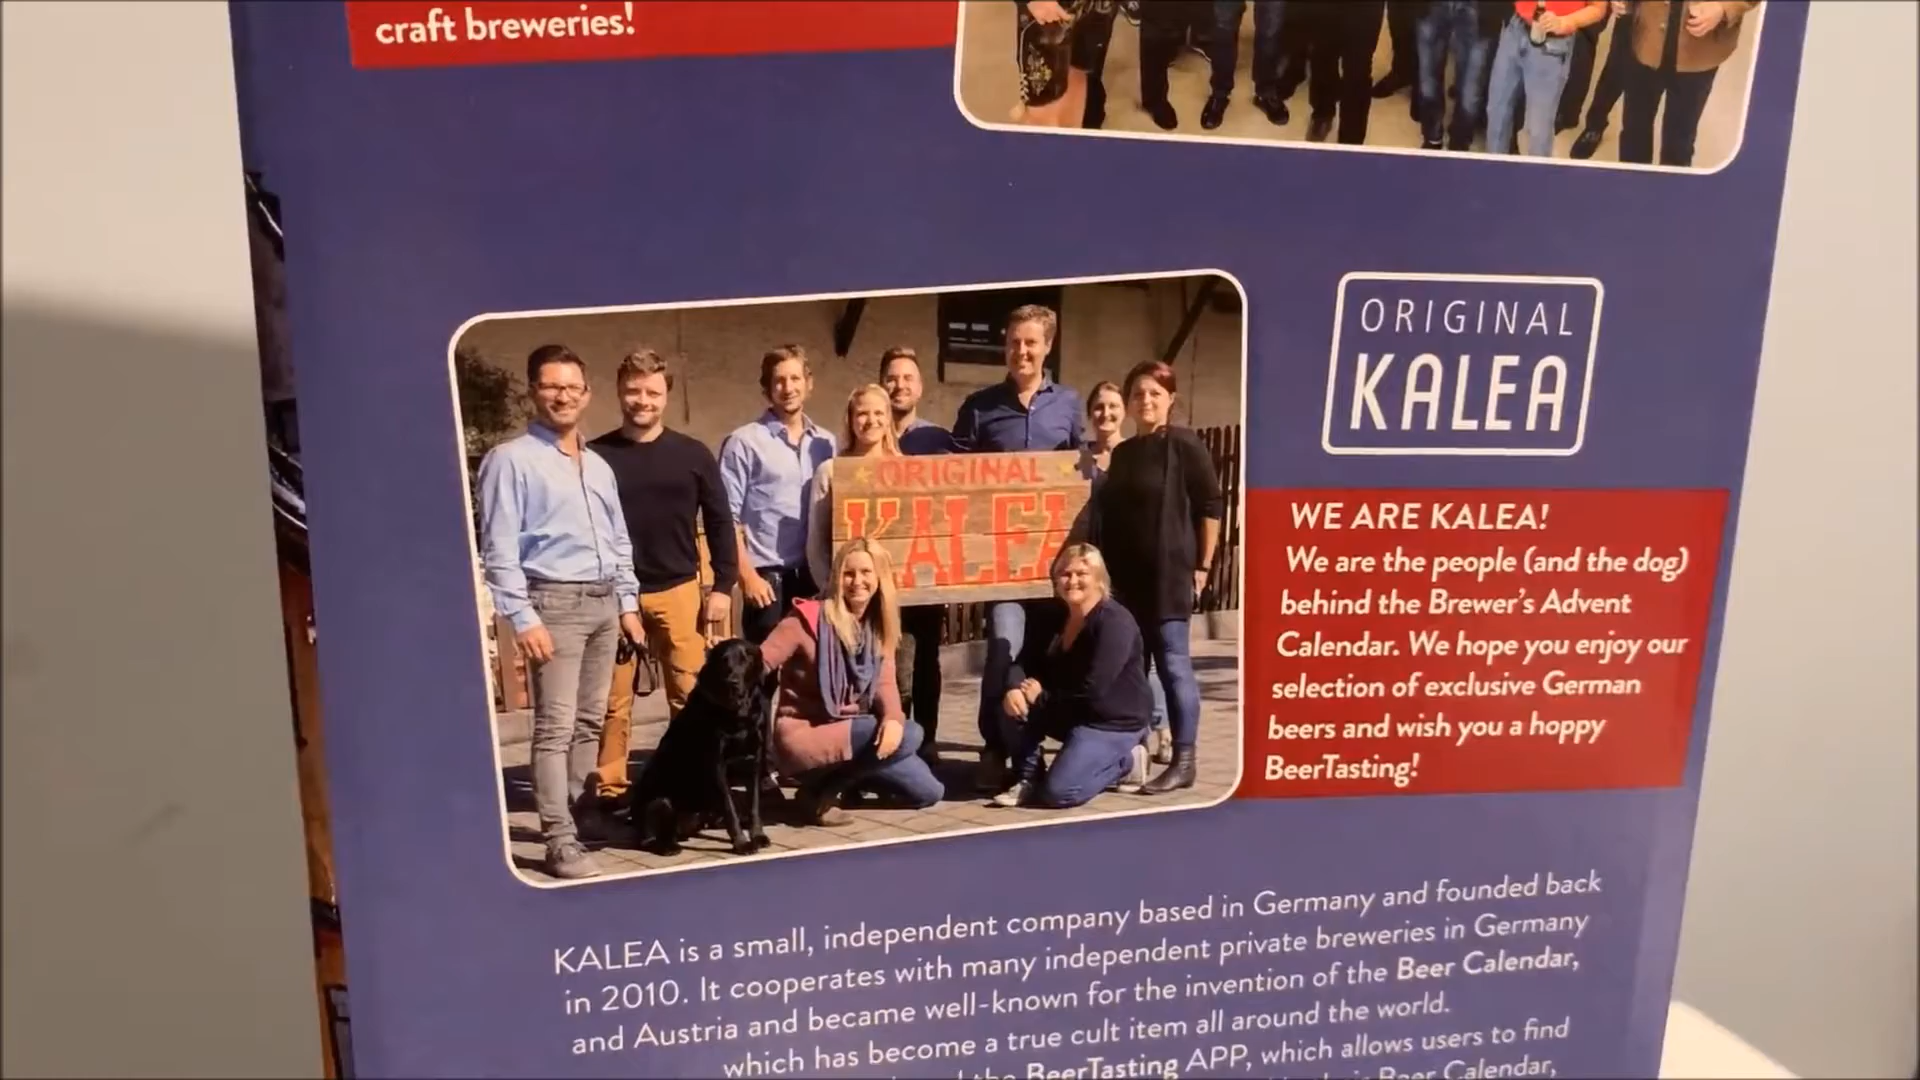 craft breweries!
ORIGINAL
KALEA
ORIGINAL
KALEA
WE ARE KALEA!
We are the people (and the dog)
behind the Brewer's Advent
Calendar. We hope you enjoy our
selection of exclusive German
beers and wish you a hoppy
BeerTasting!
KALEA is a small, independent company based in Germany and founded back
in 2010. It cooperates with many independent private breweries in Germany
and Austria and became well-known for the invention of the Beer Calendar,
which has become a true cult item all around the world.
the BeerTasting APP, which allows users to find
Beer Calendar,